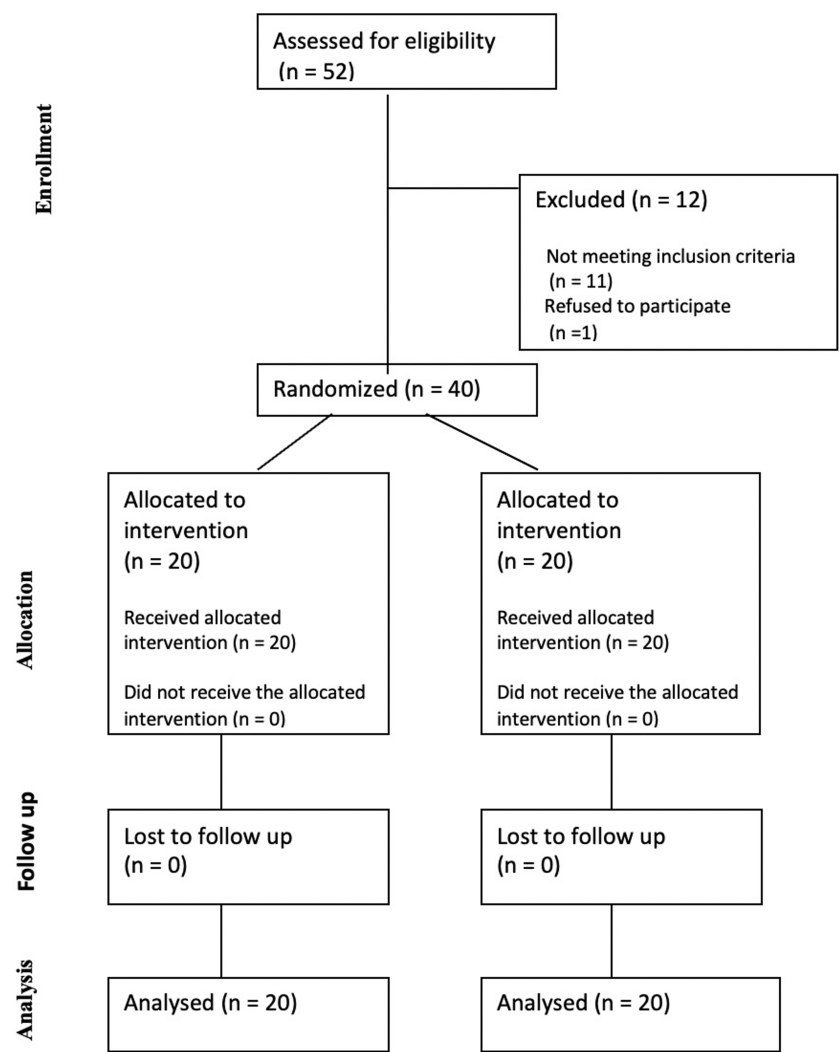 Enrollment
Assessed for eligibility
(n = 52)
Excluded (n = 12)
Not meeting inclusion criteria
(n = 11)
Refused to participate
(n =1)
Randomized (n = 40)
Allocation
Allocated to
intervention
(n = 20)
Received allocated
intervention (n = 20)
Did not receive the allocated
intervention (n = 0)
Allocated to
intervention
(n = 20)
Received allocated
intervention (n = 20)
Did not receive the allocated
intervention (n = 0)
Follow up
Lost to follow up
(n = 0)
Lost to follow up
(n = 0)
Analysis
Analysed (n = 20)
Analysed (n = 20)